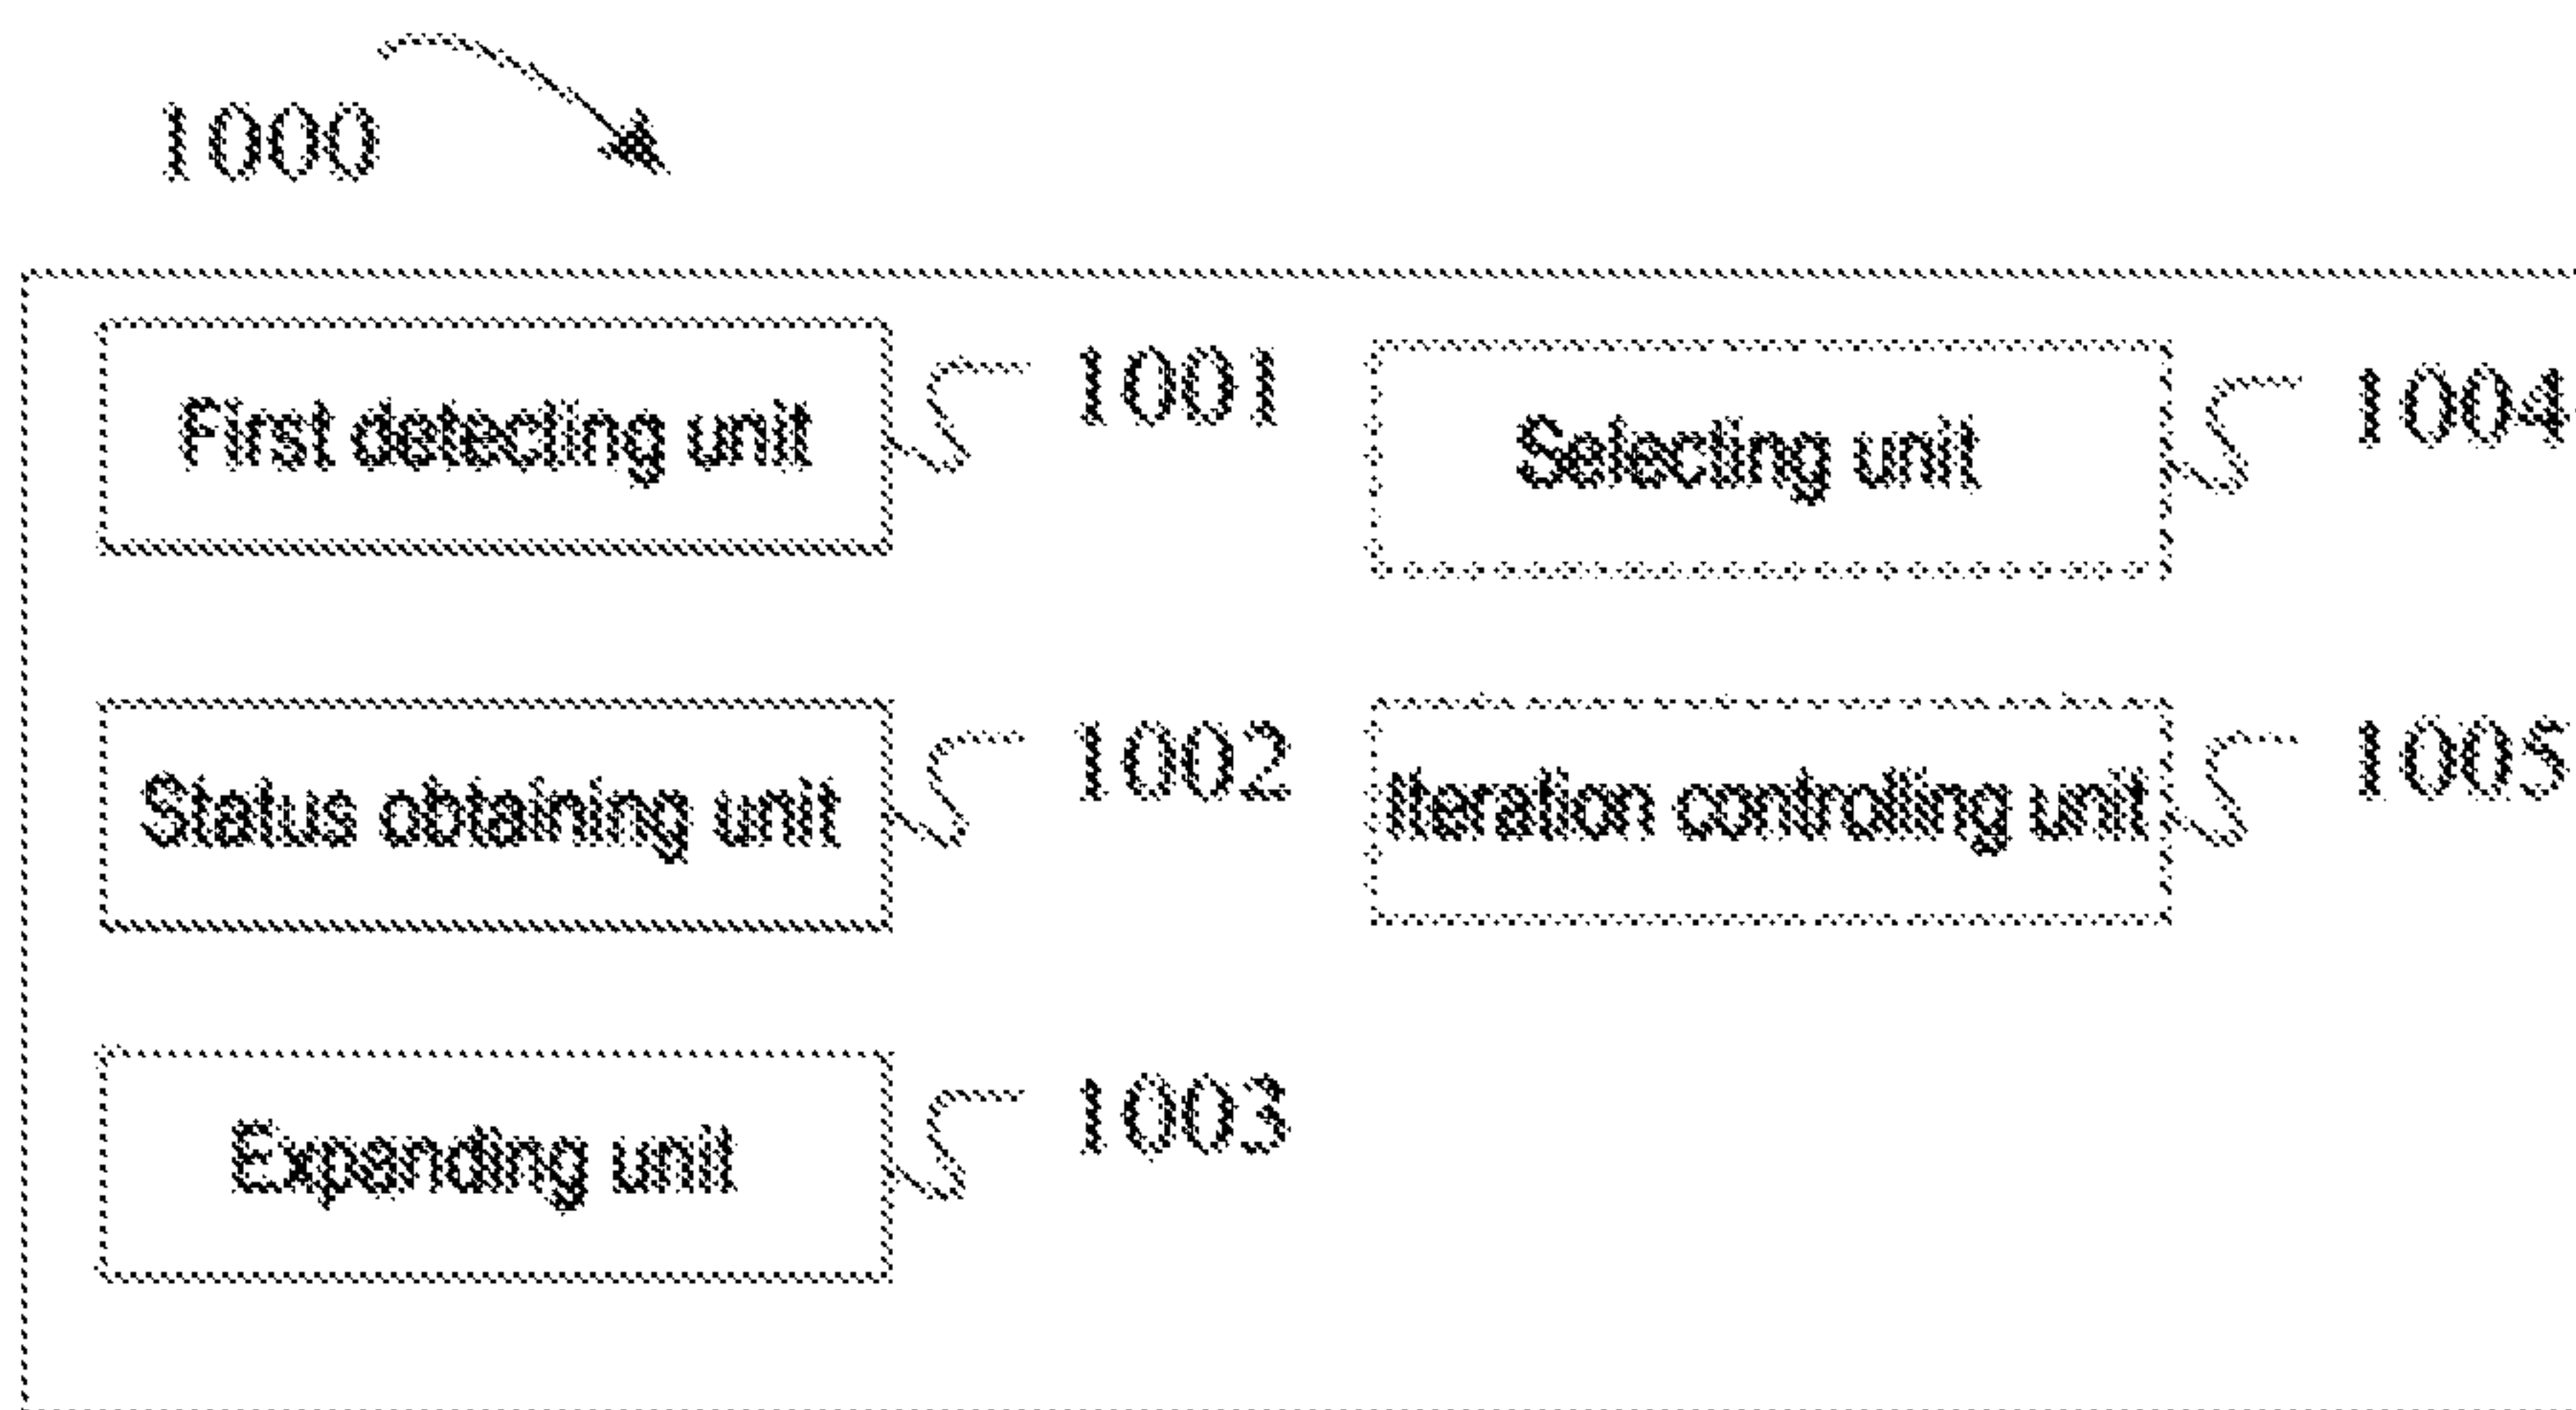 1000
First detecting unit 1001 Selecting unit 1004
Status obtaining unit 1002 Iteration controlling unit 1005
Expanding unit 1003